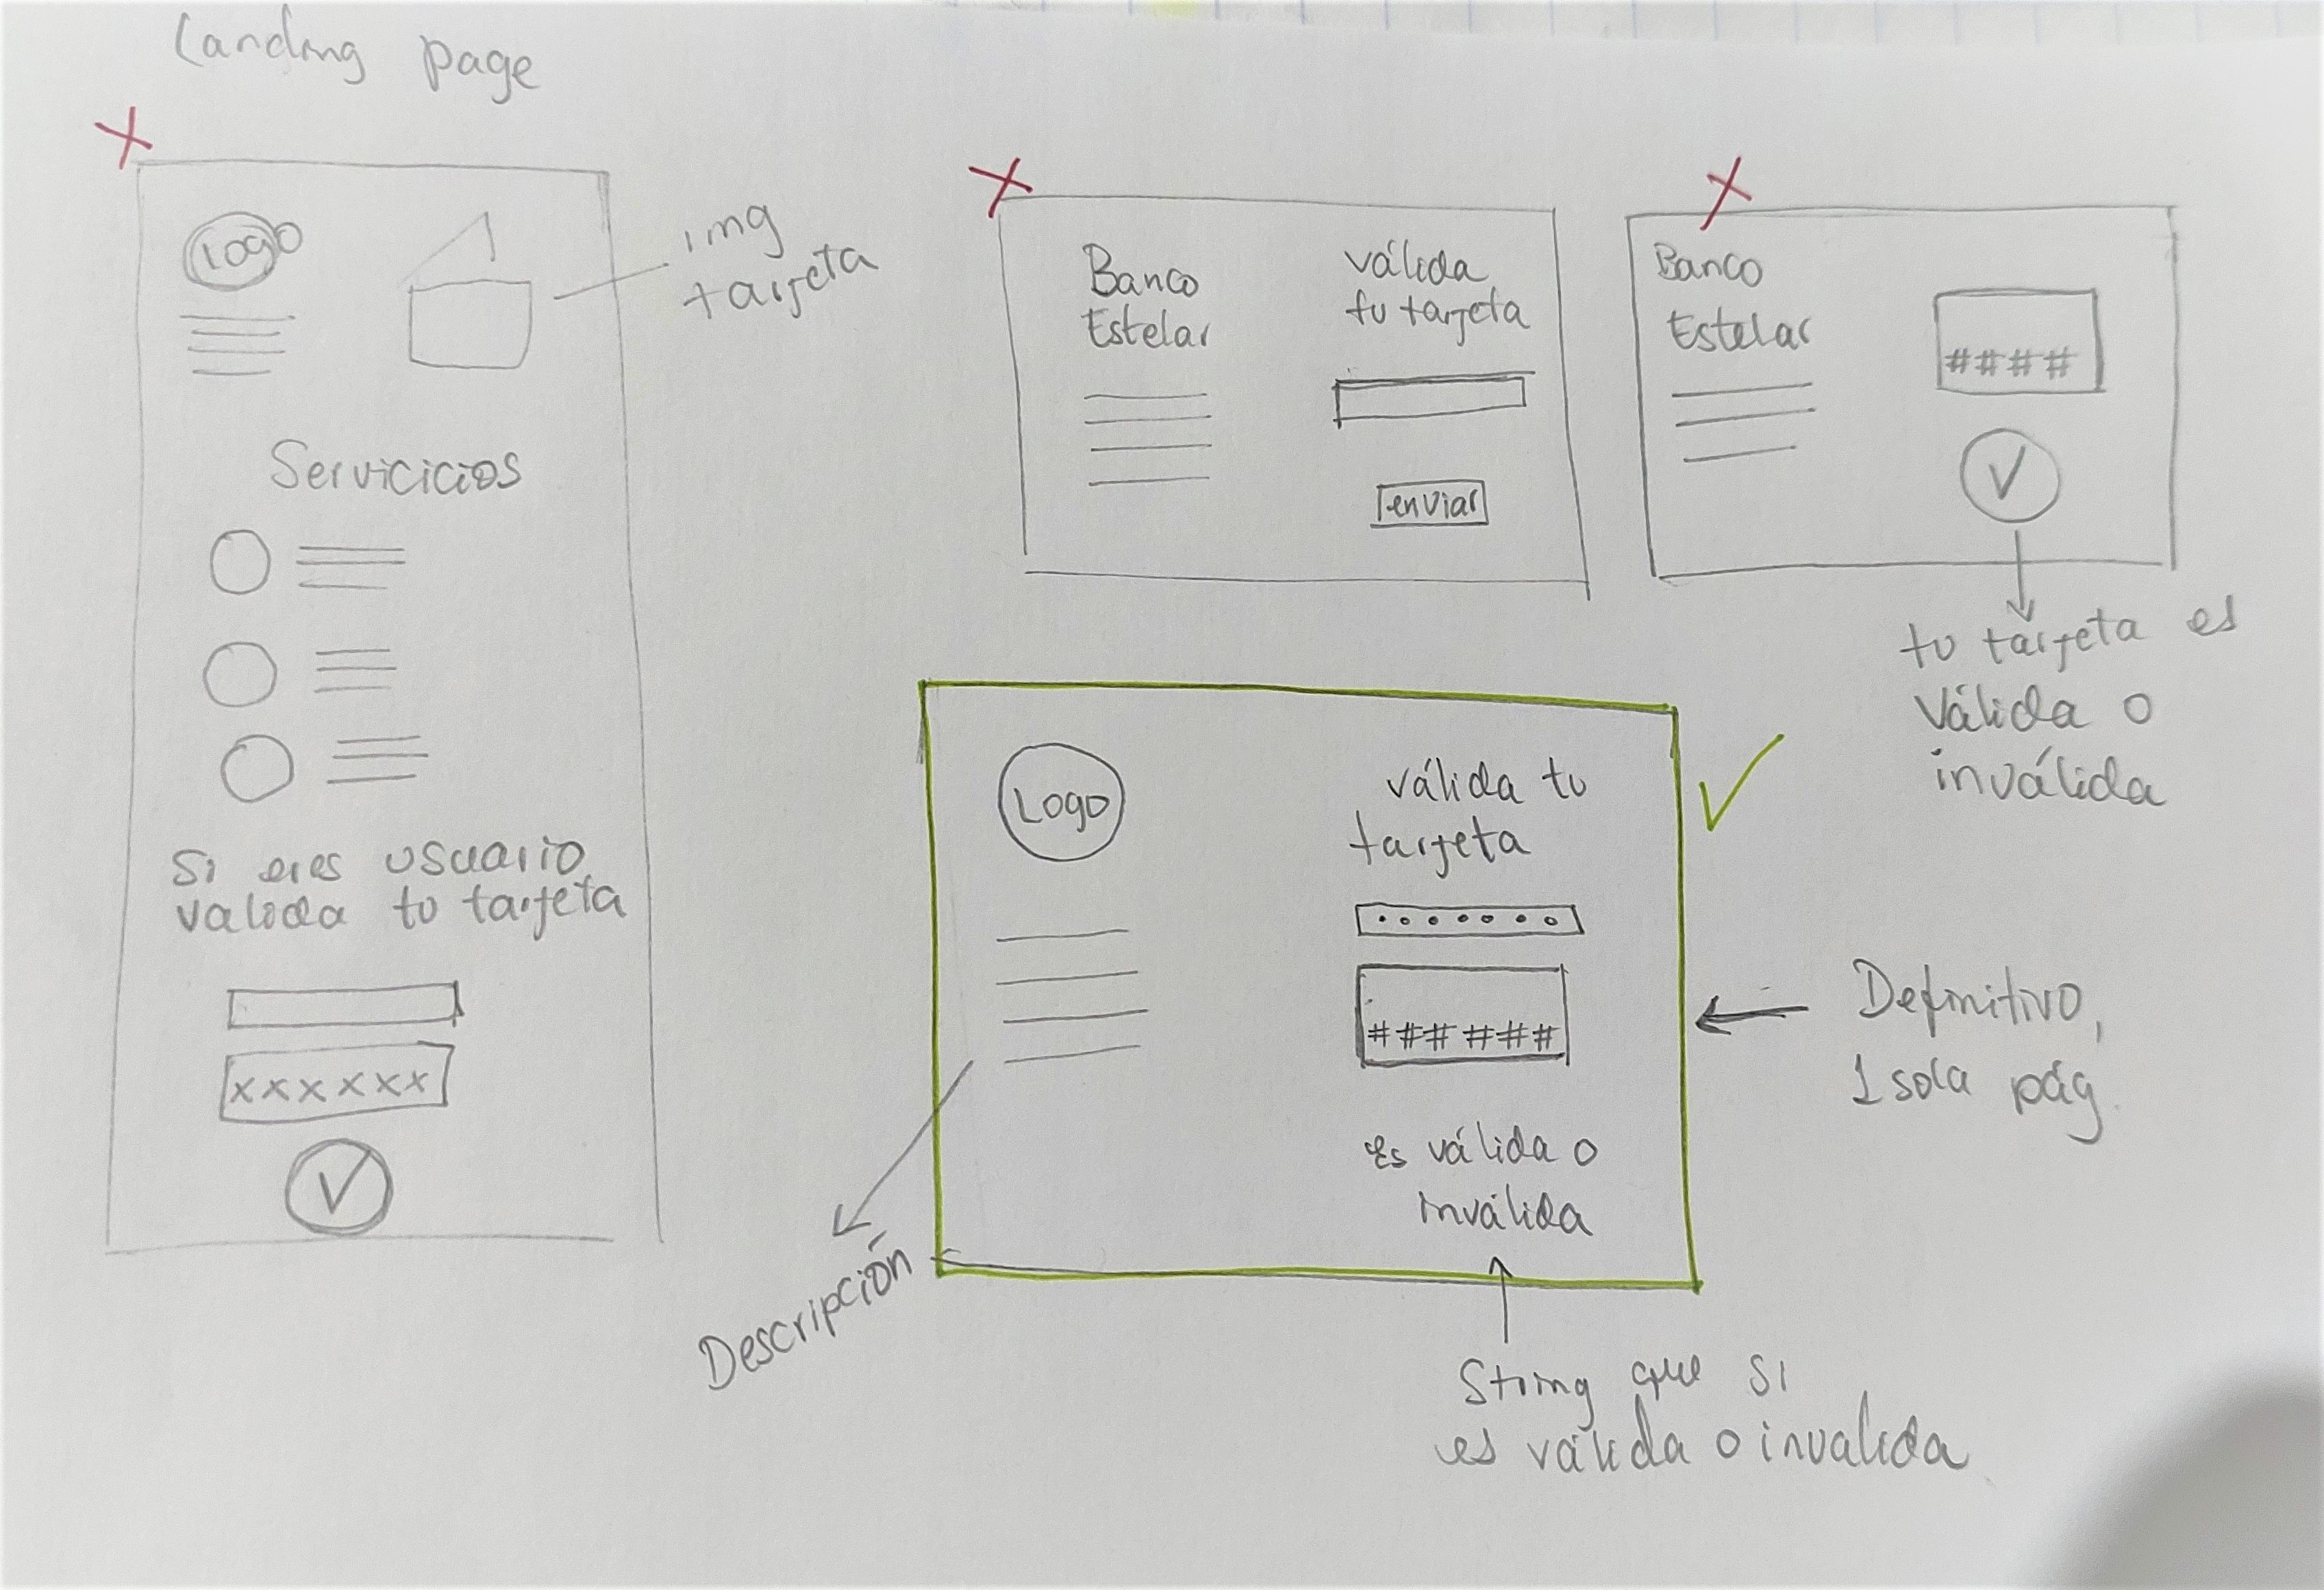 Landing page
Logo
img
tarjeta
Servicicios
Si eres usuario
valida tu tarjeta
xxxxxx
Banco
Estelar
válida
tu tarjeta
enviar
Banco
Estelar
####
tu tarjeta es
válida o
inválida
Logo
válida tu
tarjeta
######
es válida o
inválida
Definitivo,
1 sola pág.
Descripción
String que si
es válida o invalida